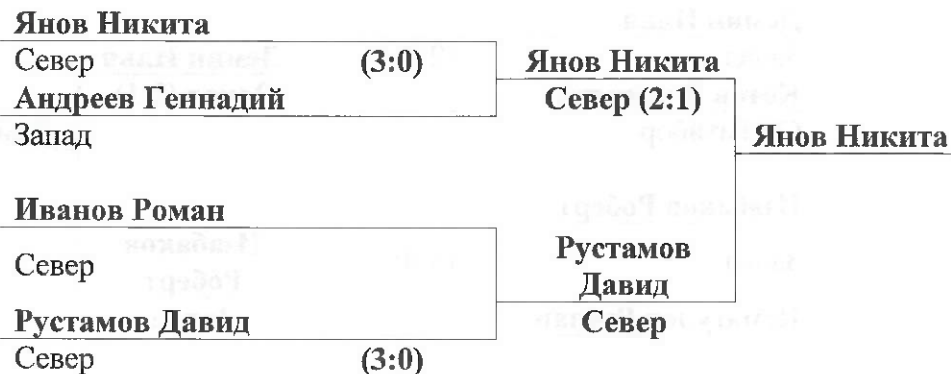 Янов Никита
Север (3:0)
Андреев Геннадий
Запад
Янов Никита
Север (2:1)
Янов Никита
Иванов Роман
Север
Рустамов Давид
Север (3:0)
Рустамов
Давид
Север